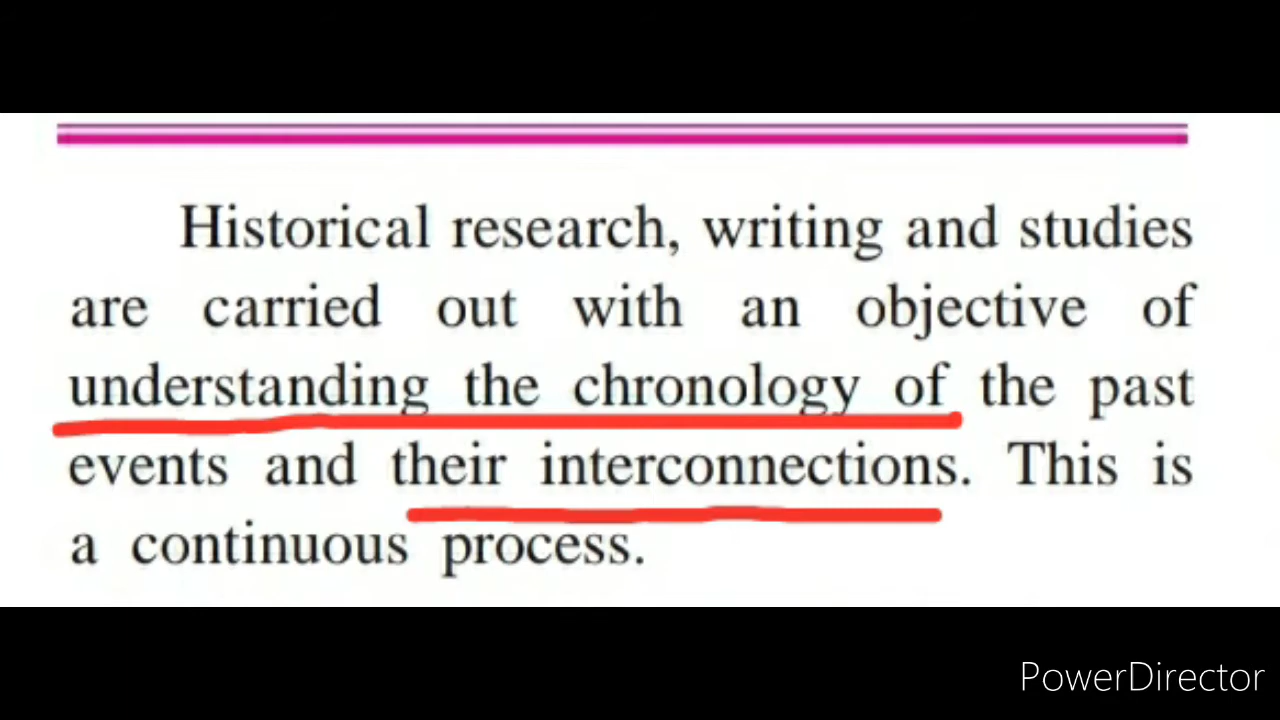 Historical research, writing and studies
are carried out with an objective of
understanding the chronology of the past
events and their interconnections. This is
a continuous process.
PowerDirector